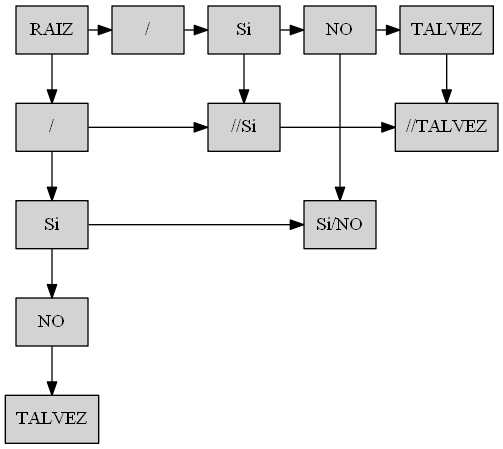 RAIZ
/
Si
NO
TALVEZ
/
//Si
//TALVEZ
Si
Si/NO
NO
TALVEZ